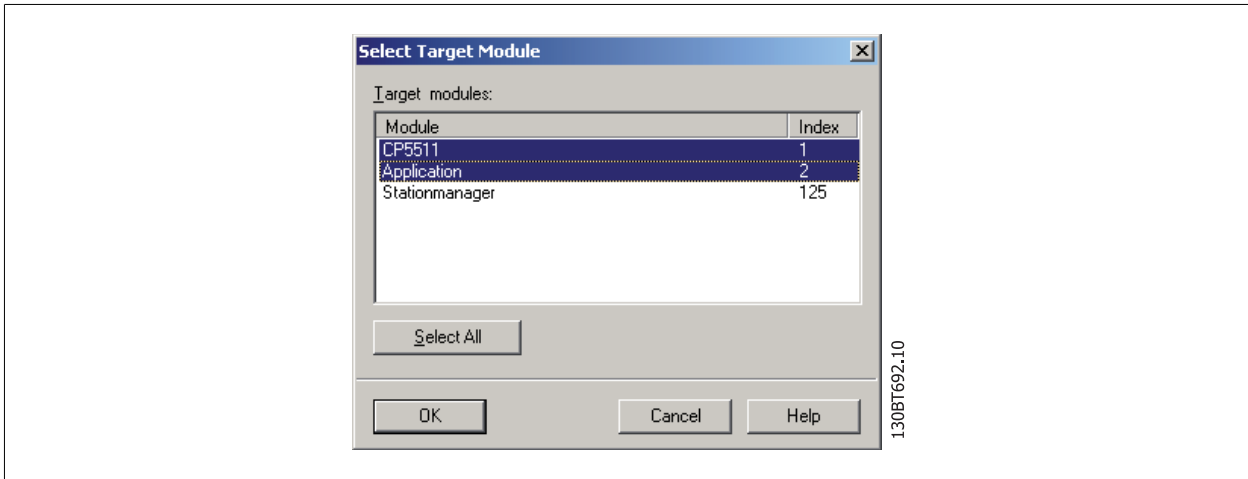 Select Target Module
Target modules:
Module Index
CP5511 1
Application 2
Stationmanager 125
Select All
OK Cancel Help
130BT692.10